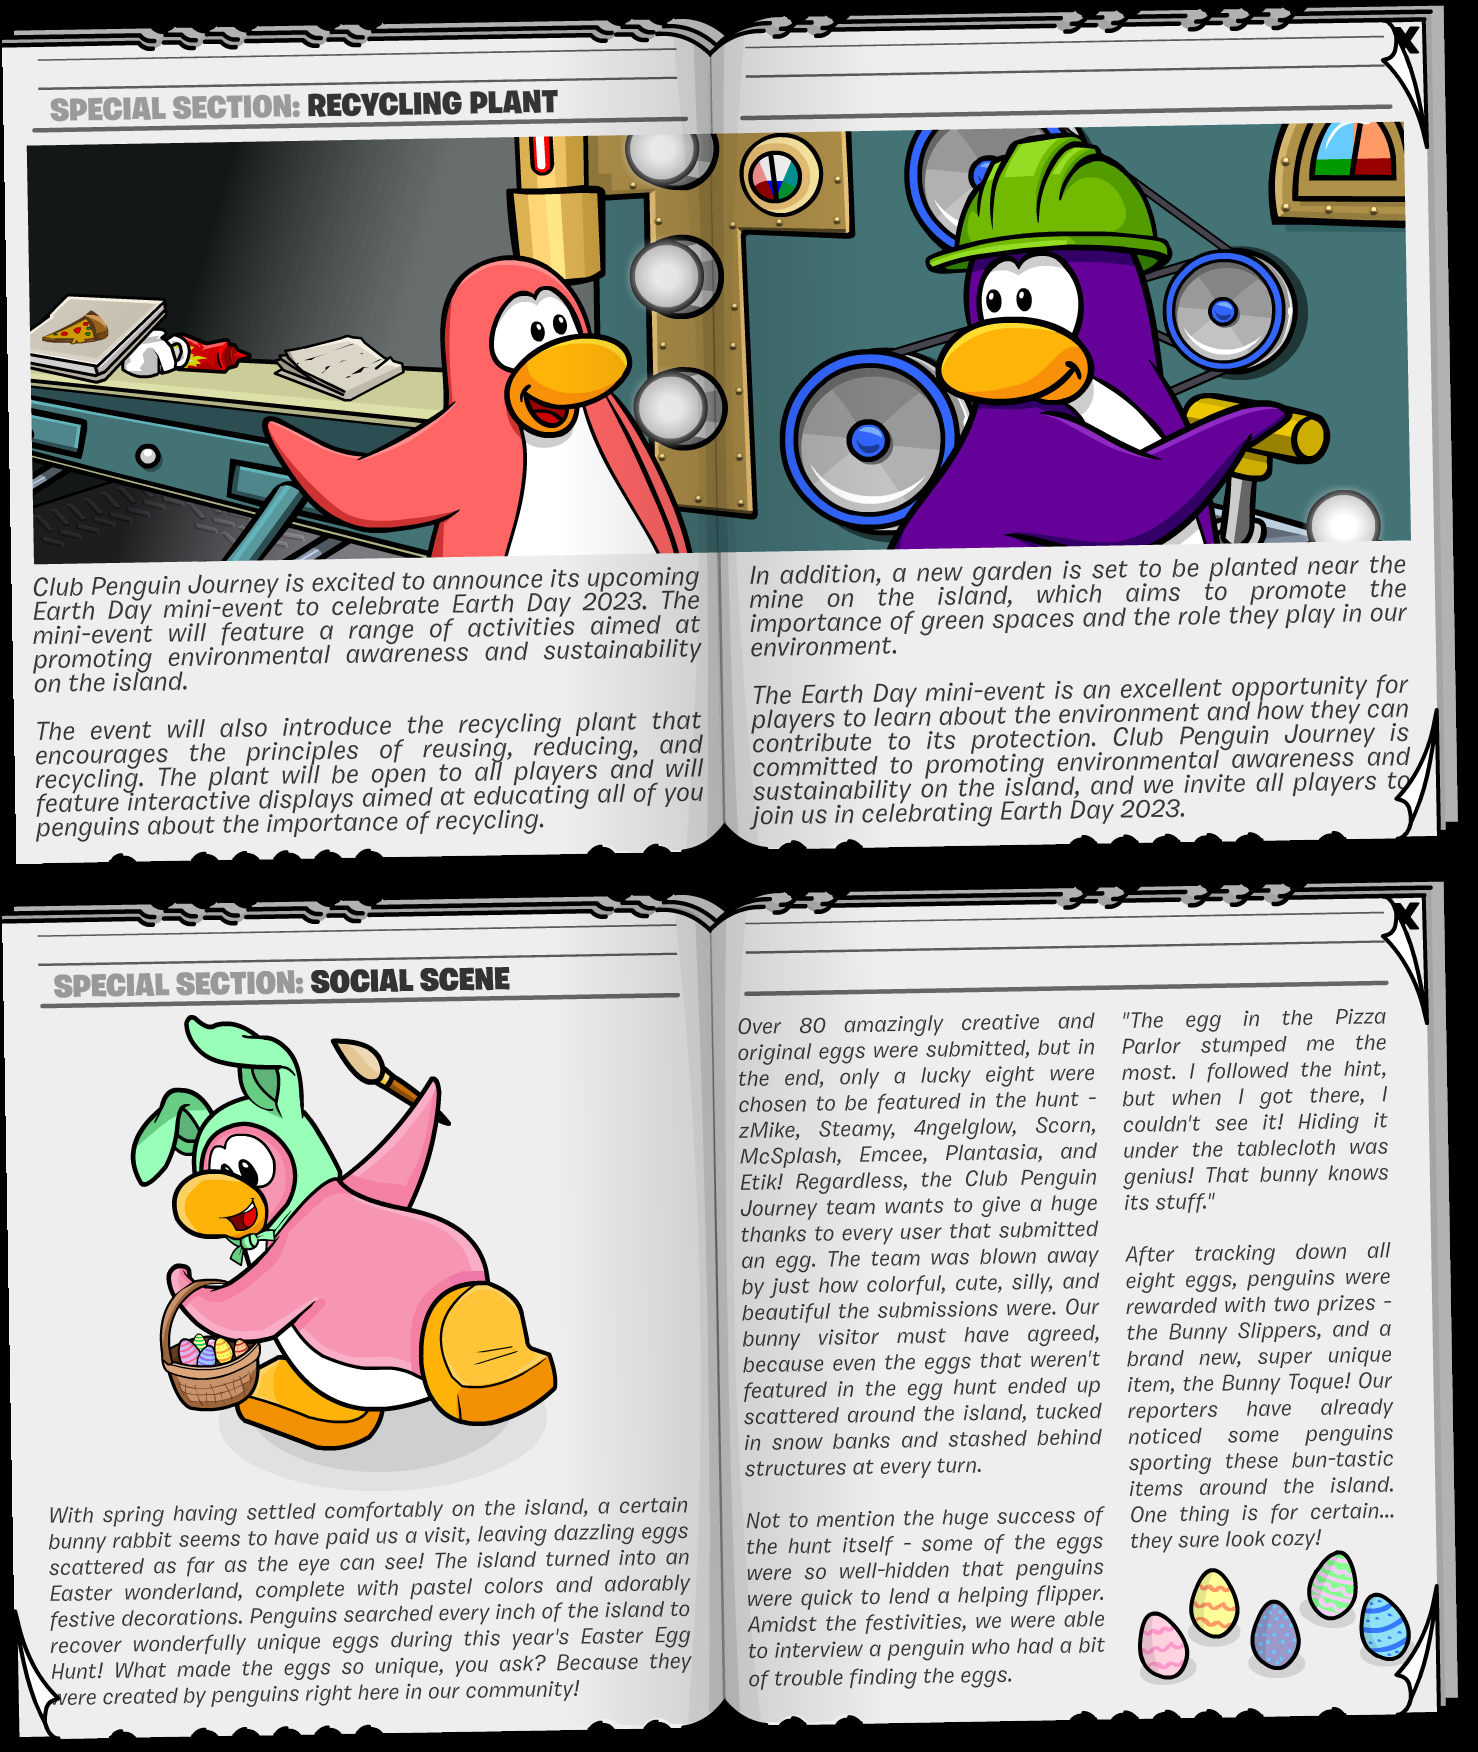 X
SPECIAL SECTION: RECYCLING PLANT
Club Penguin Journey is excited to announce its upcoming
Earth Day mini-event to celebrate Earth Day 2023. The
mini-event will feature a range of activities aimed at
promoting environmental awareness and sustainability
on the island.
The event will also introduce the recycling plant that
encourages the principles of reusing, reducing, and
recycling. The plant will be open to all players and will
feature interactive displays aimed at educating all of you
penguins about the importance of recycling.
In addition, a new garden is set to be planted near the
mine on the island, which aims to promote the
importance of green spaces and the role they play in our
environment.
The Earth Day mini-event is an excellent opportunity for
players to learn about the environment and how they can
contribute to its protection. Club Penguin Journey is
committed to promoting environmental awareness and
sustainability on the island, and we invite all players to
join us in celebrating Earth Day 2023.
X
SPECIAL SECTION: SOCIAL SCENE
With spring having settled comfortably on the island, a certain
bunny rabbit seems to have paid us a visit, leaving dazzling eggs
scattered as far as the eye can see! The island turned into an
Easter wonderland, complete with pastel colors and adorably
festive decorations. Penguins searched every inch of the island to
recover wonderfully unique eggs during this year's Easter Egg
Hunt! What made the eggs so unique, you ask? Because they
were created by penguins right here in our community!
Over 80 amazingly creative and
original eggs were submitted, but in
the end, only a lucky eight were
chosen to be featured in the hunt -
zMike, Steamy, 4ngelglow, Scorn,
McSplash, Emcee, Plantasia, and
Etik! Regardless, the Club Penguin
Journey team wants to give a huge
thanks to every user that submitted
an egg. The team was blown away
by just how colorful, cute, silly, and
beautiful the submissions were. Our
bunny visitor must have agreed,
because even the eggs that weren't
featured in the egg hunt ended up
scattered around the island, tucked
in snow banks and stashed behind
structures at every turn.
Not to mention the huge success of
the hunt itself - some of the eggs
were so well-hidden that penguins
were quick to lend a helping flipper.
Amidst the festivities, we were able
to interview a penguin who had a bit
of trouble finding the eggs.
"The egg in the Pizza
Parlor stumped me the
most. I followed the hint,
but when I got there, I
couldn't see it! Hiding it
under the tablecloth was
genius! That bunny knows
its stuff."
After tracking down all
eight eggs, penguins were
rewarded with two prizes -
the Bunny Slippers, and a
brand new, super unique
item, the Bunny Toque! Our
reporters have already
noticed some penguins
sporting these bun-tastic
items around the island.
One thing is for certain...
they sure look cozy!